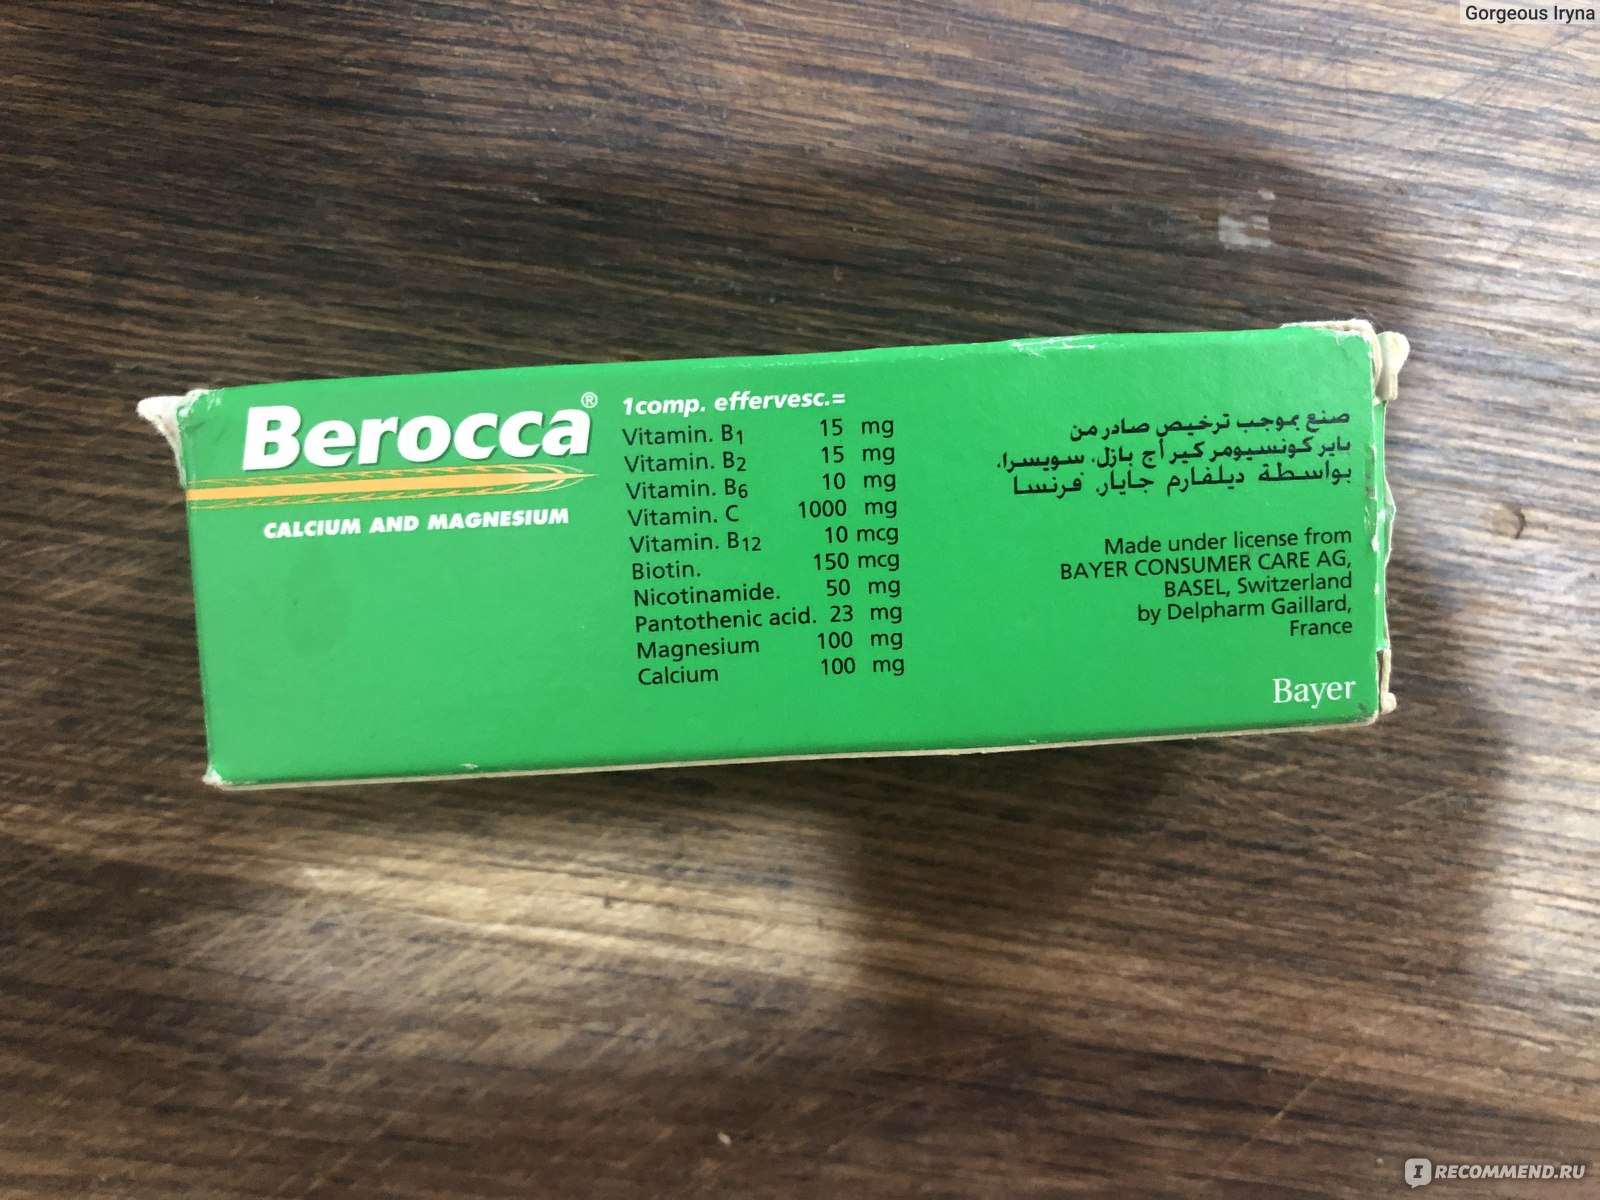 Gorgeous Iryna
Berocca®
CALCIUM AND MAGNESIUM
1comp. effervesc.=
Vitamin. B1 15 mg
Vitamin. B2 15 mg
Vitamin. B6 10 mg
Vitamin. C 1000 mg
Vitamin. B12 10 mcg
Biotin. 150 mcg
Nicotinamide. 50 mg
Pantothenic acid. 23 mg
Magnesium 100 mg
Calcium 100 mg
صنع بموجب ترخيص صادر من
باير كونسيومر كير أج بازل، سويسرا،
بواسطة ديلفارم جايار، فرنسا
Made under license from
BAYER CONSUMER CARE AG,
BASEL, Switzerland
by Delpharm Gaillard,
France
Bayer
I RECOMMEND.RU